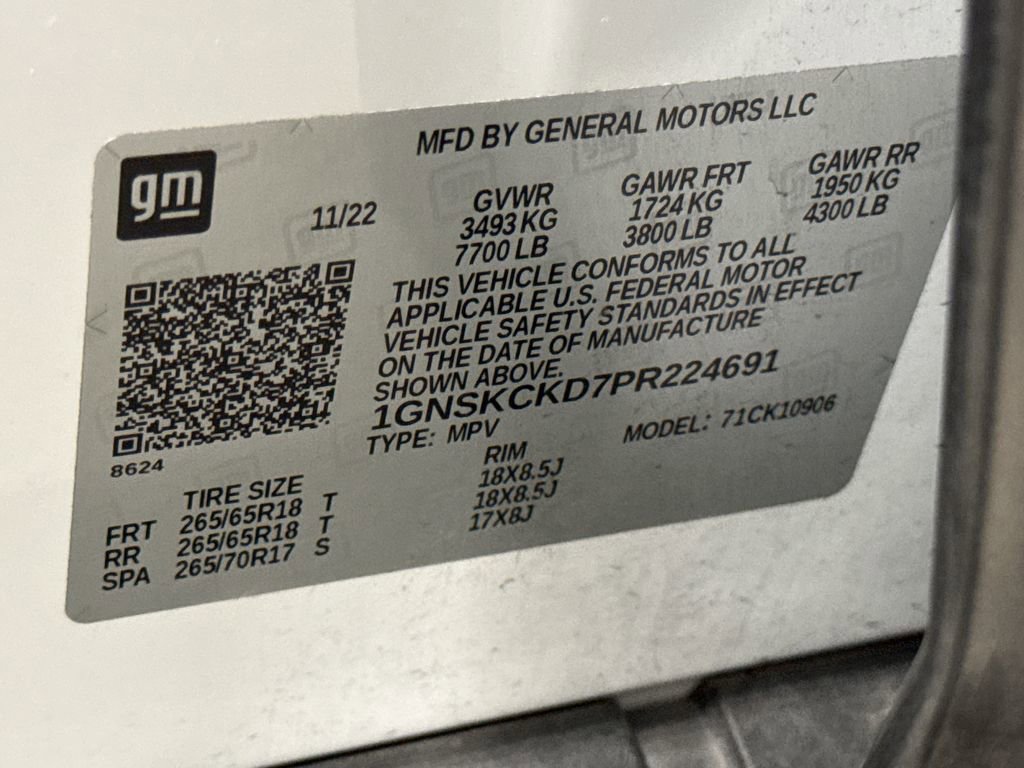 MFD BY GENERAL MOTORS LLC
gm
11/22
GVWR GAWR FRT GAWR RR
3493 KG 1724 KG 1950 KG
7700 LB 3800 LB 4300 LB
THIS VEHICLE CONFORMS TO ALL
APPLICABLE U.S. FEDERAL MOTOR
VEHICLE SAFETY STANDARDS IN EFFECT
ON THE DATE OF MANUFACTURE
SHOWN ABOVE.
1GNSKCKD7PR224691
TYPE: MPV MODEL: 71CK10906
8624
TIRE SIZE RIM
FRT 265/65R18 T 18X8.5J
RR 265/65R18 T 18X8.5J
SPA 265/70R17 S 17X8J